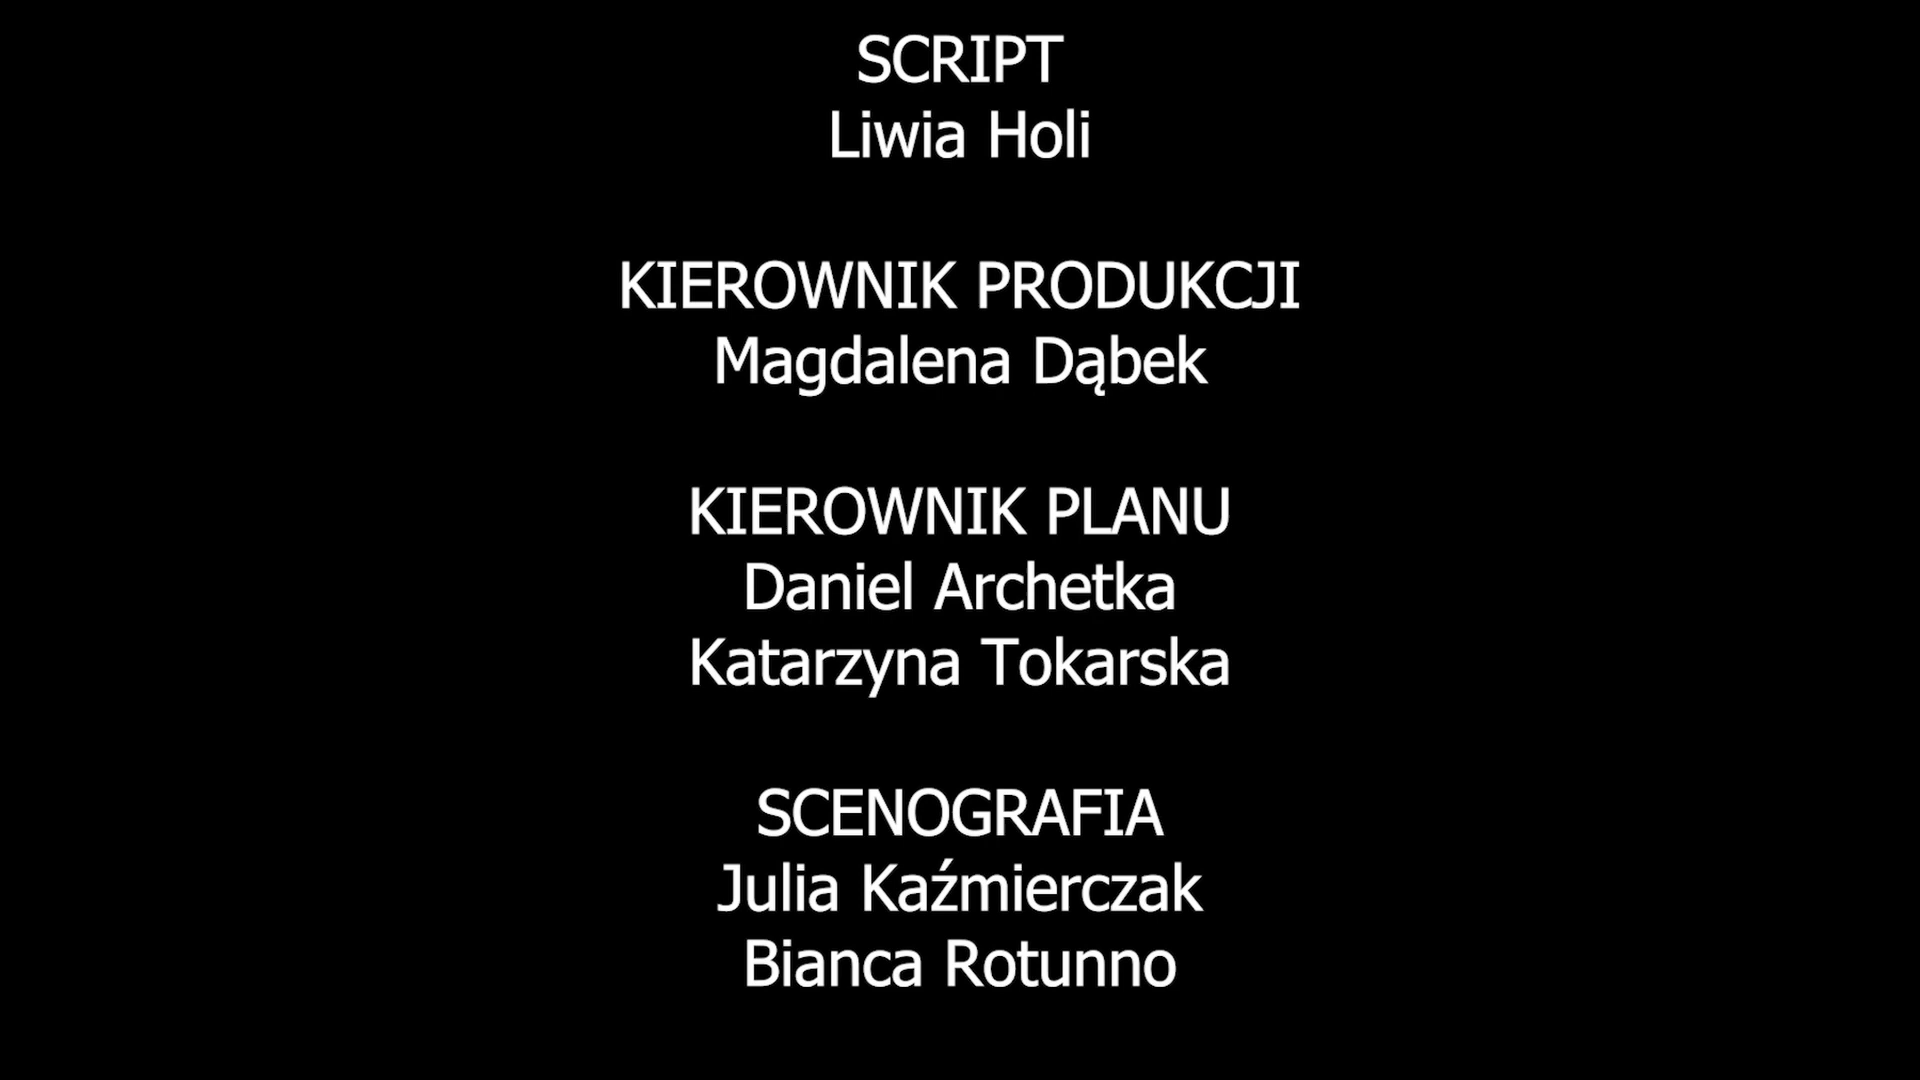 SCRIPT
Liwia Holi
KIEROWNIK PRODUKCJI
Magdalena Dąbek
KIEROWNIK PLANU
Daniel Archetka
Katarzyna Tokarska
SCENOGRAFIA
Julia Kaźmierczak
Bianca Rotunno